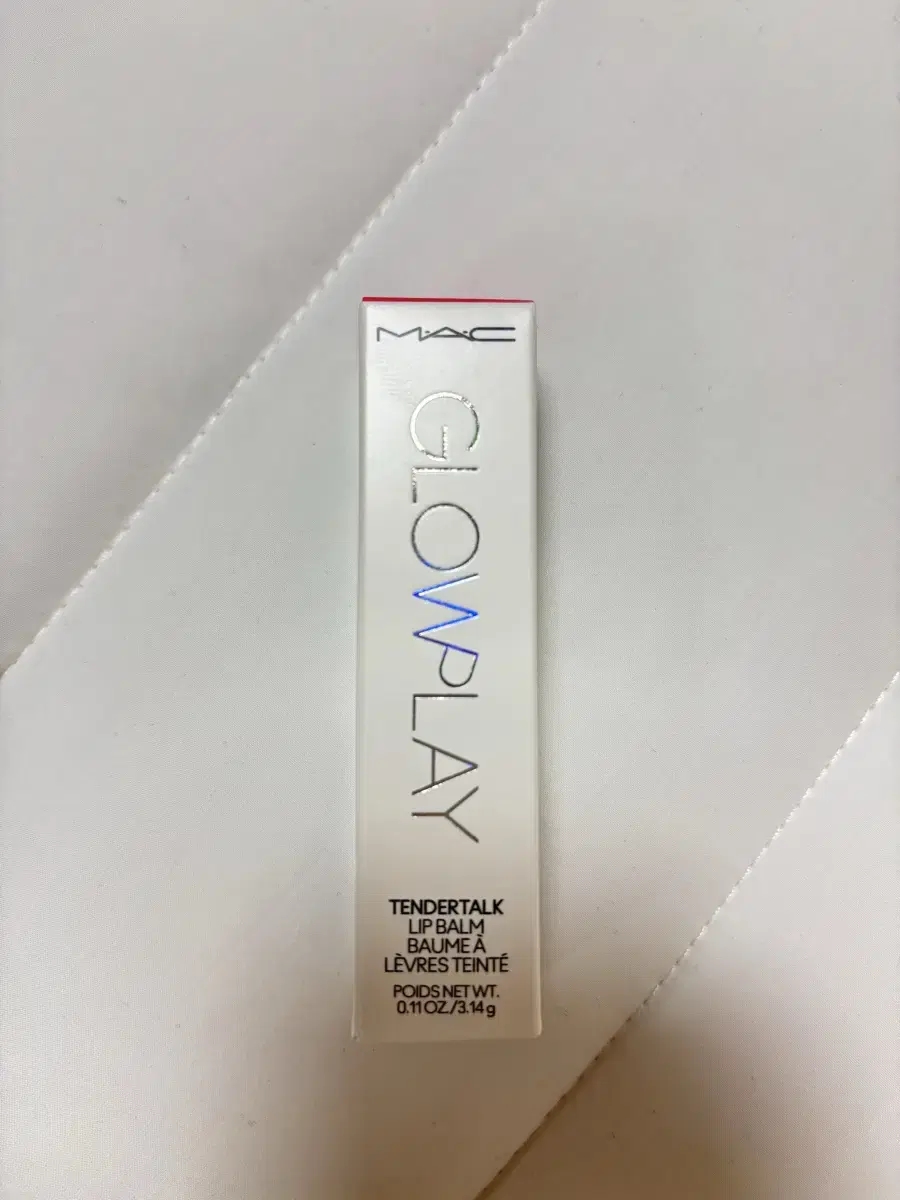 M·A·C
GLOWPLAY
TENDERTALK
LIP BALM
BAUME À
LÈVRES TEINTÉ
POIDS NET WT.
0.11 OZ./3.14 g